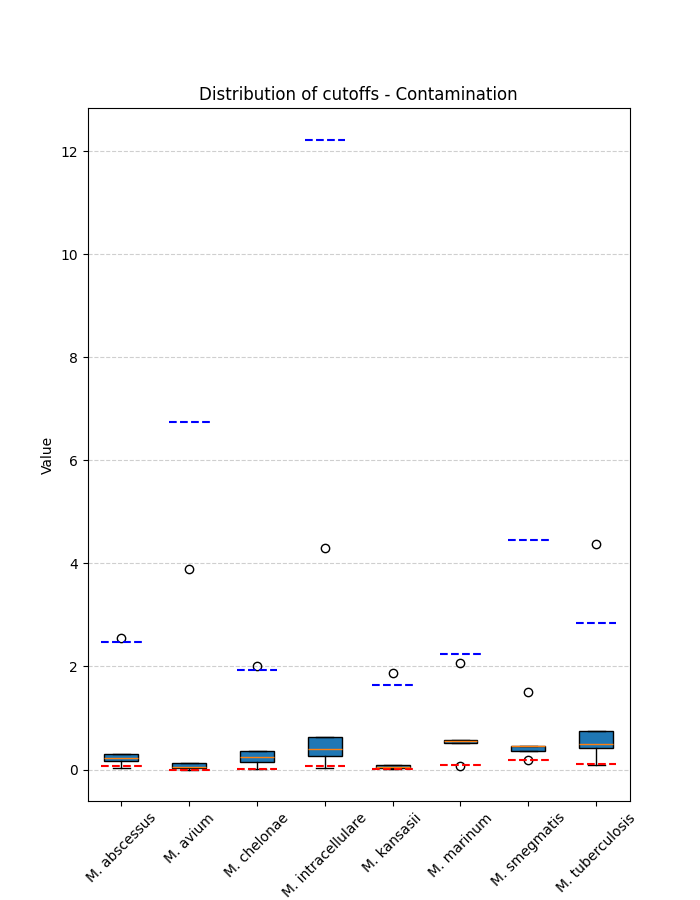 Distribution of cutoffs - Contamination
Value
12
10
8
6
4
2
0
M. abscessus
M. avium
M. chelonae
M. intracellulare
M. kansasii
M. marinum
M. smegmatis
M. tuberculosis